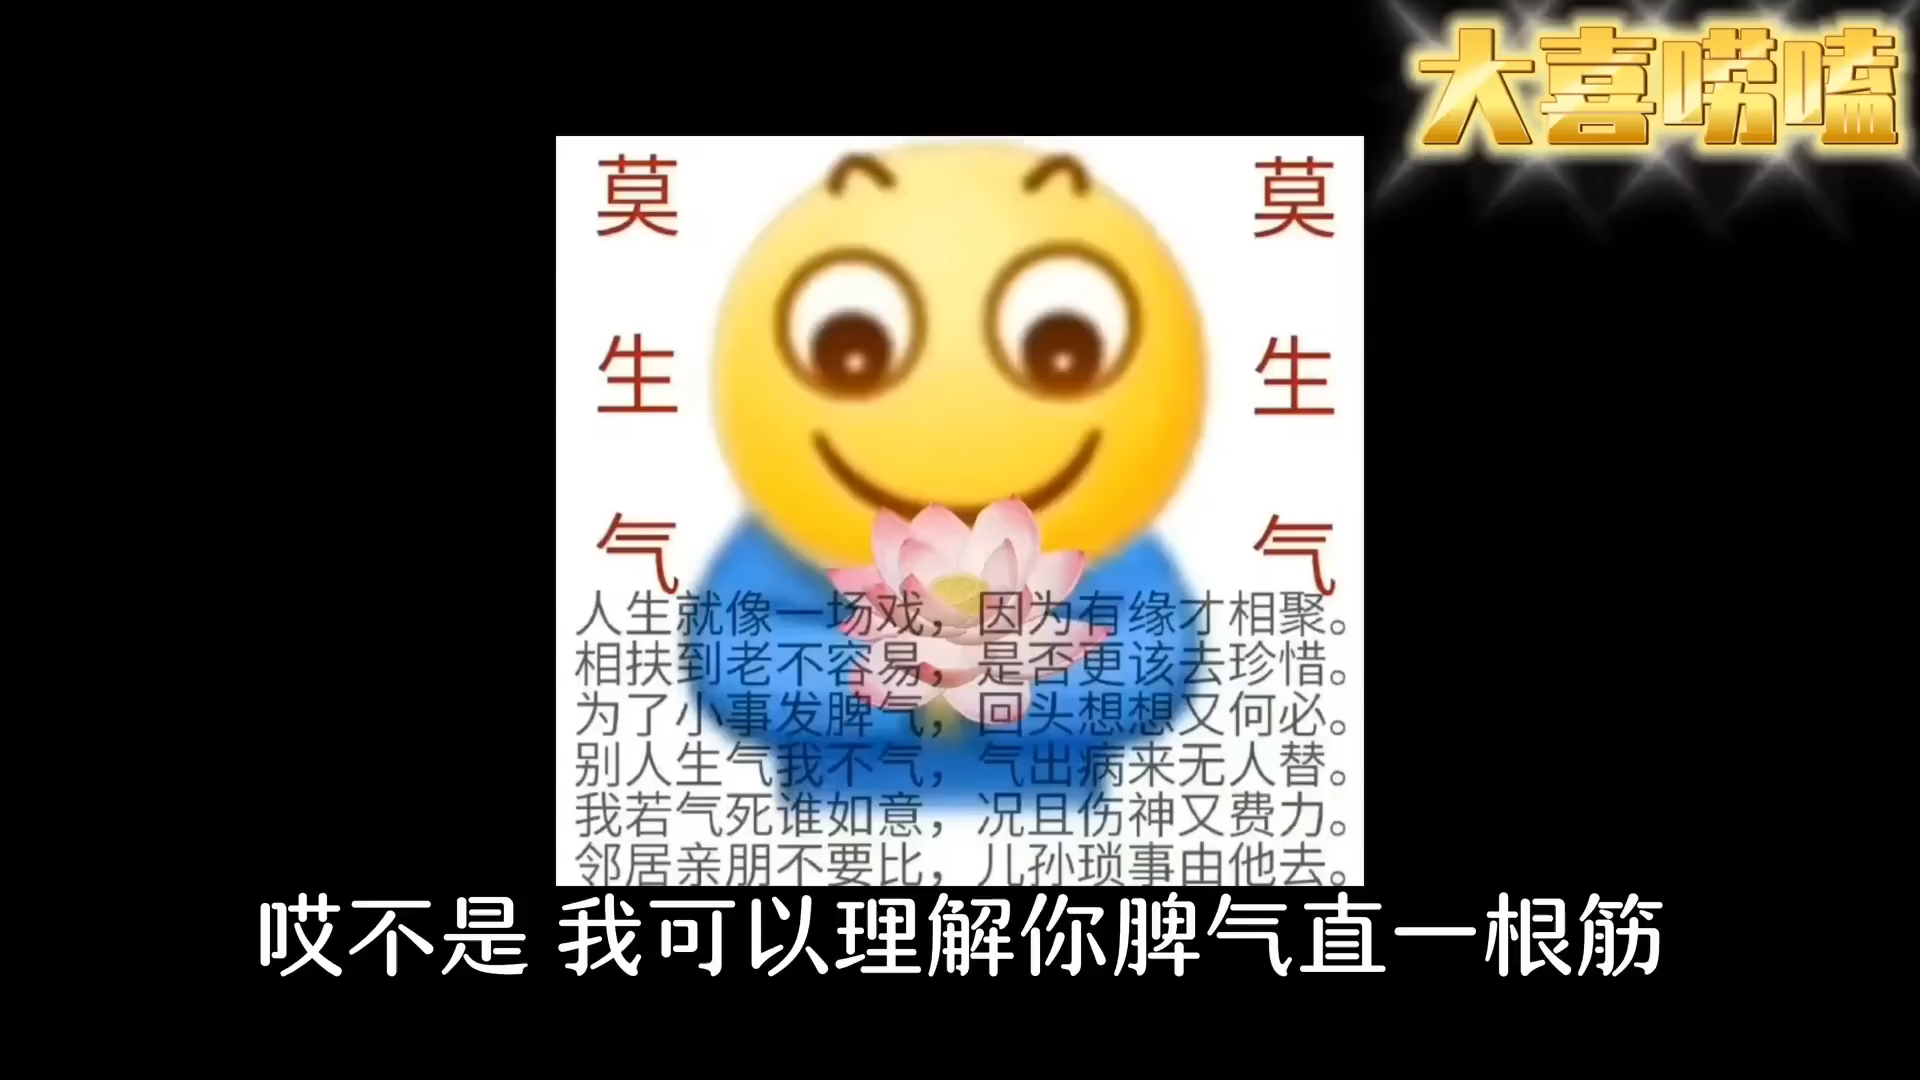 大喜唠嗑
莫生气
莫生气
人生就像一场戏，因为有缘才相聚。
相扶到老不容易，是否更该去珍惜。
为了小事发脾气，回头想想又何必。
别人生气我不气，气出病来无人替。
我若气死谁如意，况且伤神又费力。
邻居亲朋不要比，儿孙琐事由他去。
哎不是 我可以理解你脾气直一根筋